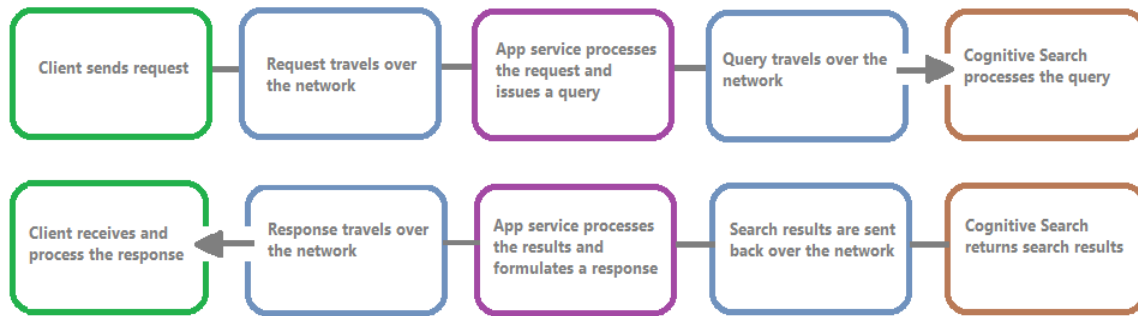 Client sends request
Request travels over
the network
App service processes
the request and
issues a query
Query travels over the
network
Cognitive Search
processes the query
Client receives and
process the response
Response travels over
the network
App service processes
the results and
formulates a response
Search results are sent
back over the network
Cognitive Search
returns search results